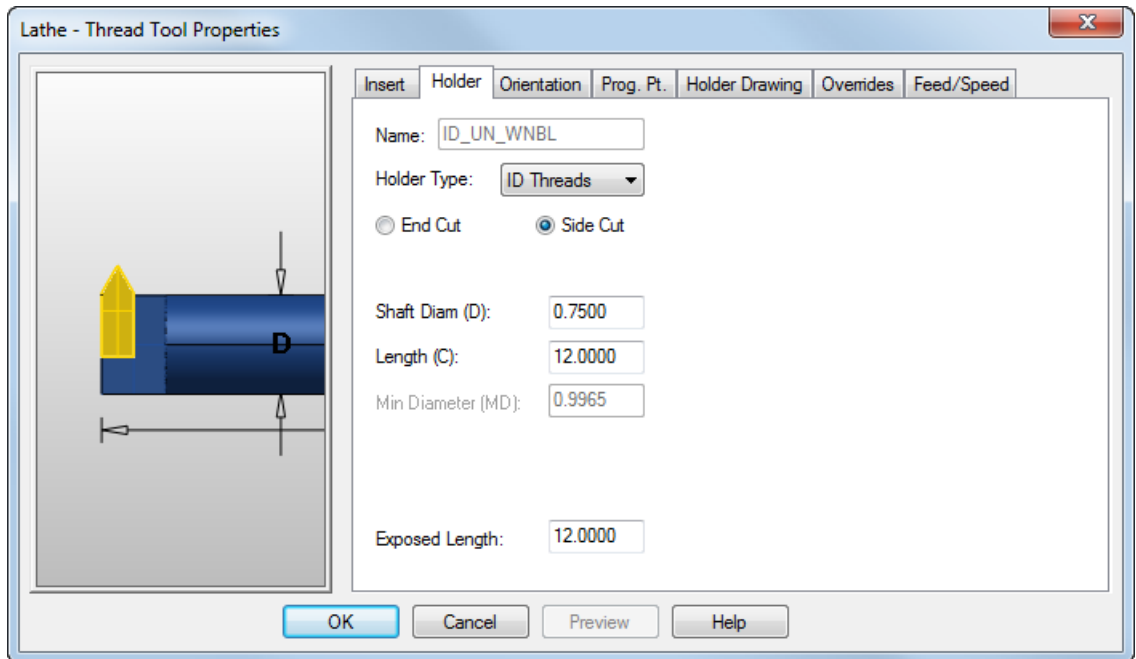 Lathe - Thread Tool Properties
Insert Holder Orientation Prog. Pt. Holder Drawing Overrides Feed/Speed
Name: ID_UN_WNBL
Holder Type: ID Threads
End Cut Side Cut
Shaft Diam (D): 0.7500
D
Length (C): 12.0000
Min Diameter (MD): 0.9965
Exposed Length: 12.0000
OK Cancel Preview Help